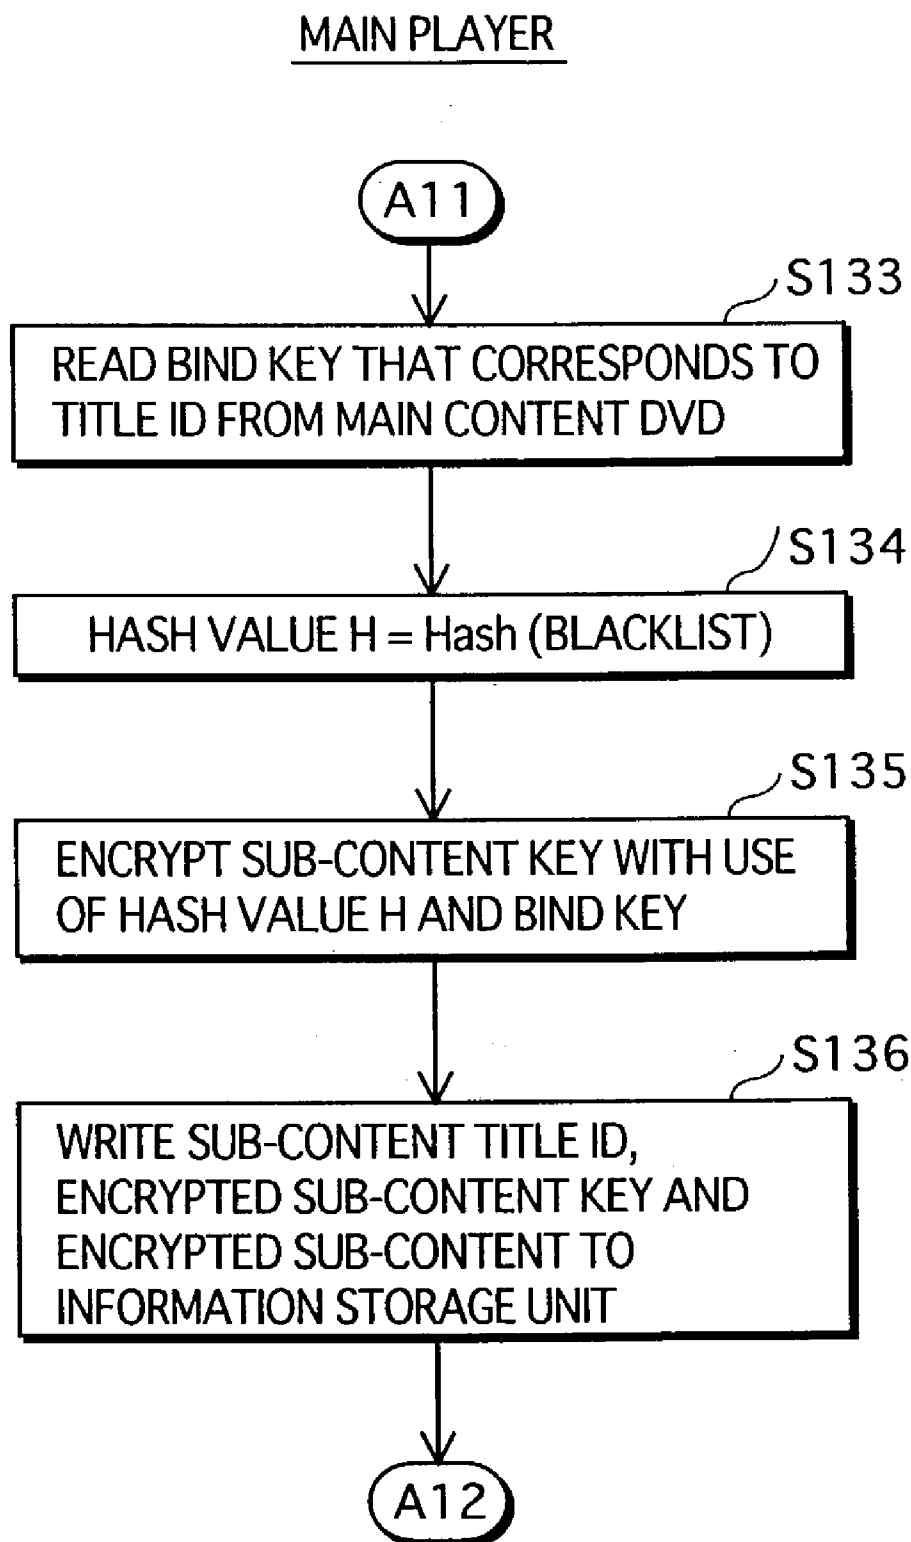 MAIN PLAYER
A11
S133
READ BIND KEY THAT CORRESPONDS TO
TITLE ID FROM MAIN CONTENT DVD
S134
HASH VALUE H = Hash (BLACKLIST)
S135
ENCRYPT SUB-CONTENT KEY WITH USE
OF HASH VALUE H AND BIND KEY
S136
WRITE SUB-CONTENT TITLE ID,
ENCRYPTED SUB-CONTENT KEY AND
ENCRYPTED SUB-CONTENT TO
INFORMATION STORAGE UNIT
A12